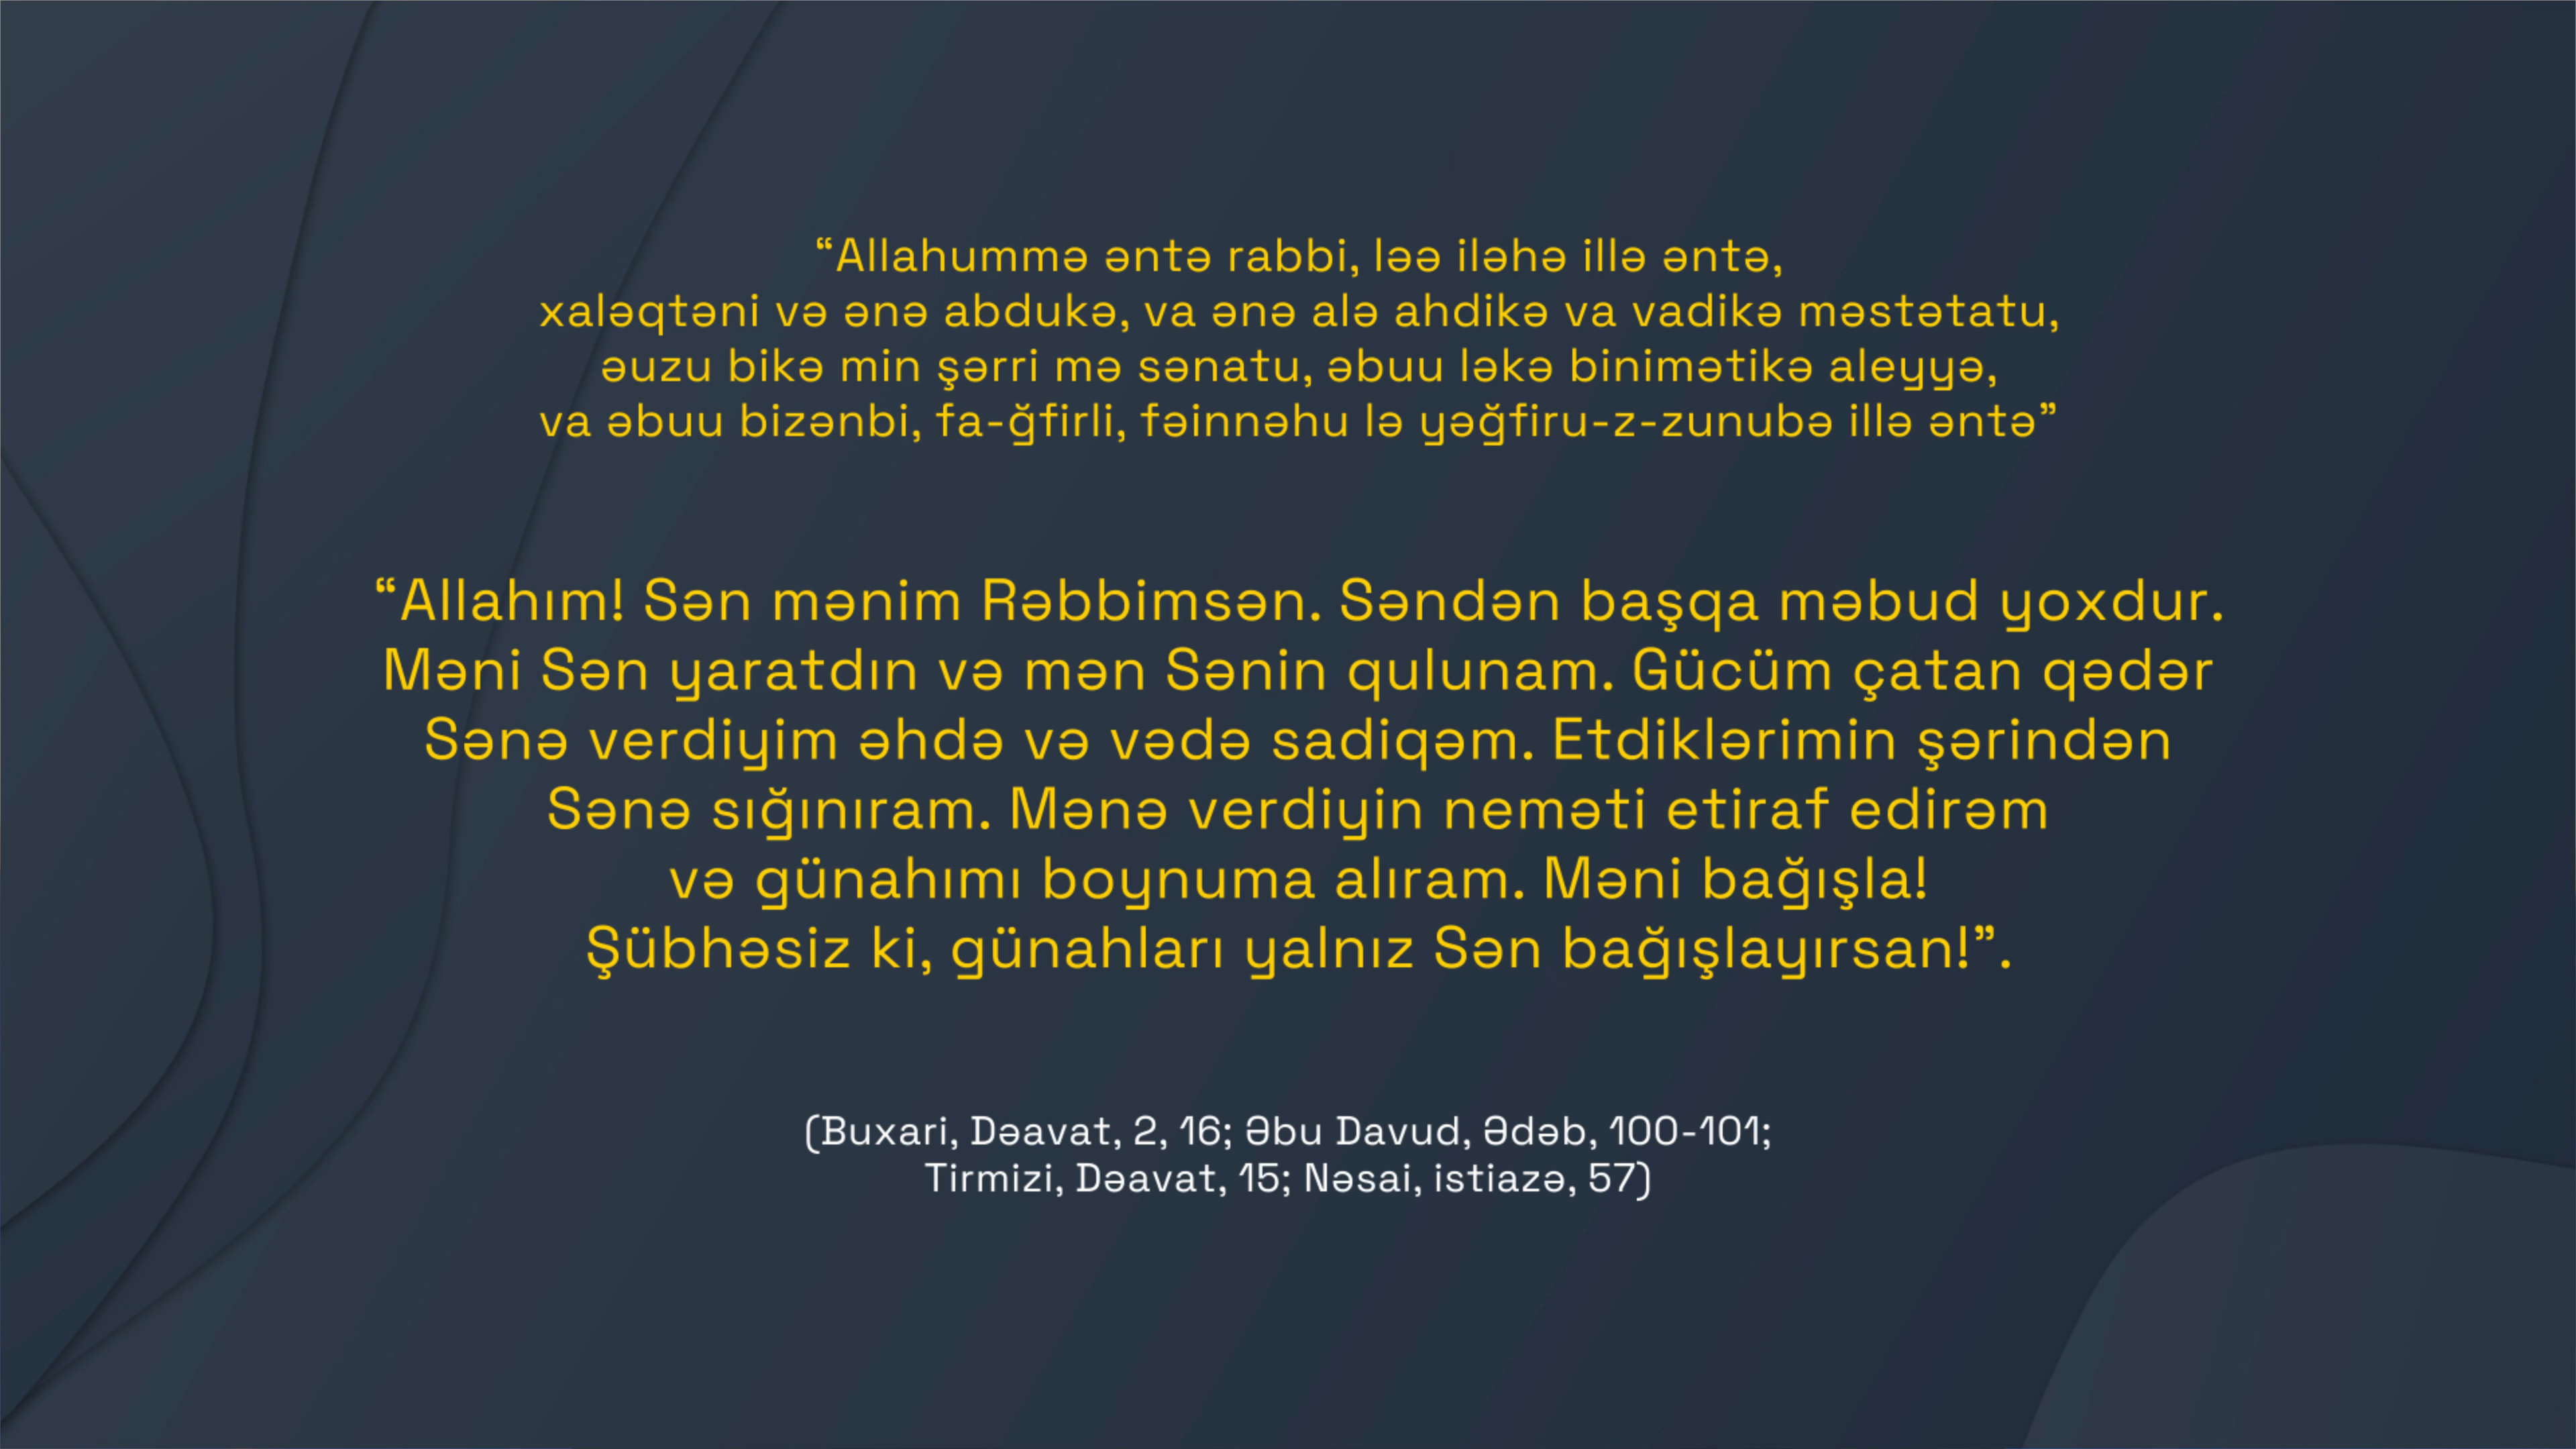 “Allahummə əntə rabbi, ləə iləhə illə əntə,
xaləqtəni və ənə abdukə, va ənə alə ahdikə va vadikə məstətatu,
əuzu bikə min şərri mə sənatu, əbuu ləkə binimətikə aleyyə,
va əbuu bizənbi, fa-ğfirli, fəinnəhu lə yəğfiru-z-zunubə illə əntə”
“Allahım! Sən mənim Rəbbimsən. Səndən başqa məbud yoxdur.
Məni Sən yaratdın və mən Sənin qulunam. Gücüm çatan qədər
Sənə verdiyim əhdə və vədə sadiqəm. Etdiklərimin şərindən
Sənə sığınıram. Mənə verdiyin neməti etiraf edirəm
və günahımı boynuma alıram. Məni bağışla!
Şübhəsiz ki, günahları yalnız Sən bağışlayırsan!”.
(Buxari, Dəavat, 2, 16; Əbu Davud, Ədəb, 100-101;
Tirmizi, Dəavat, 15; Nəsai, istiazə, 57)